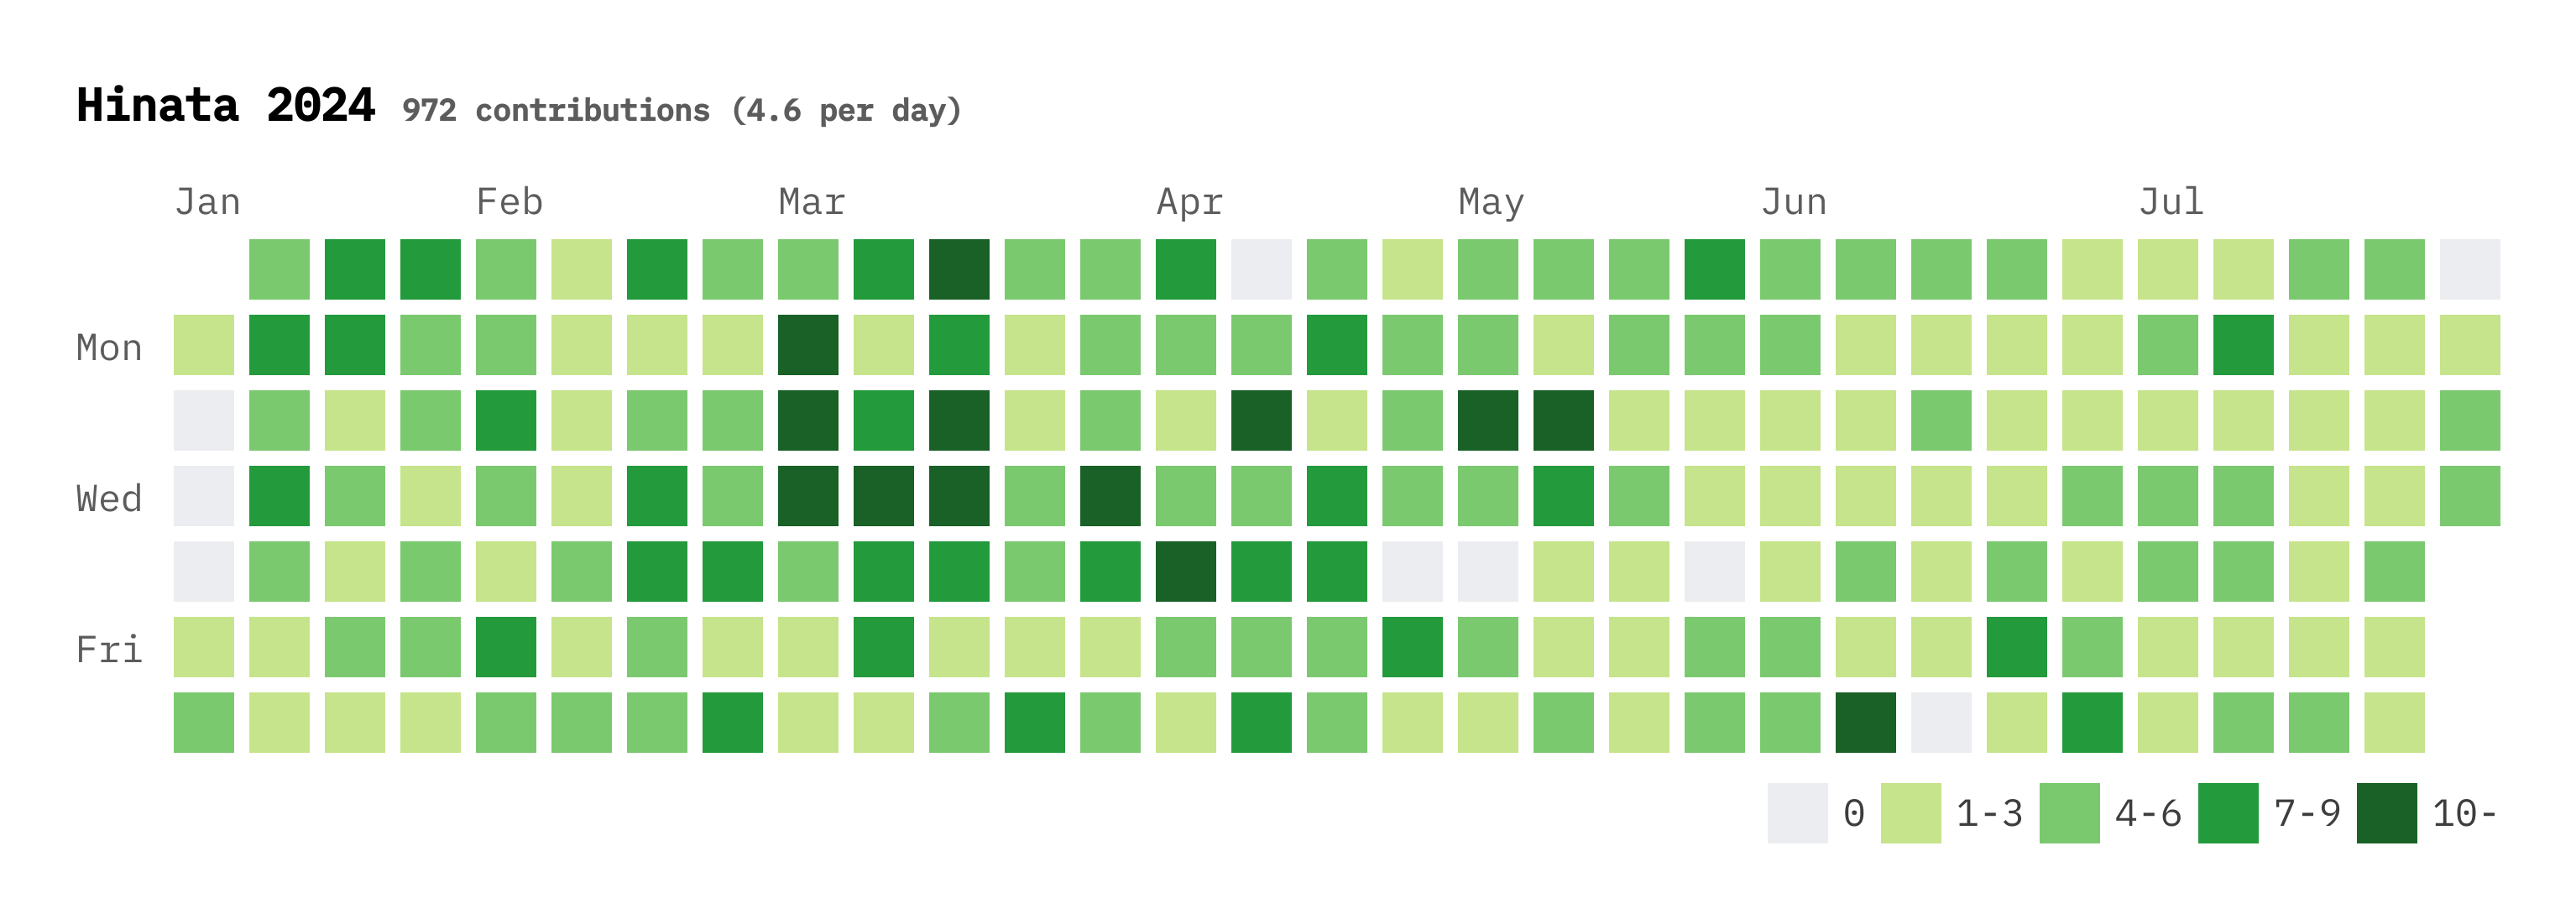 Hinata 2024 972 contributions (4.6 per day)
Jan Feb Mar Apr May Jun Jul
Mon
Wed
Fri
0 1-3 4-6 7-9 10-